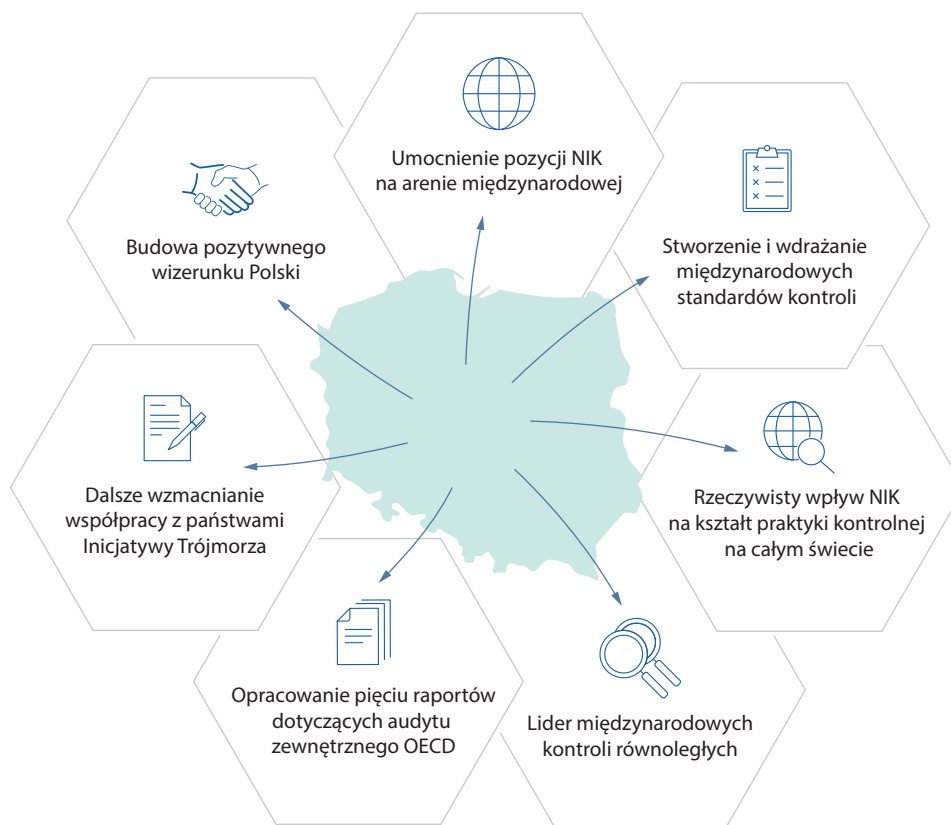 Umocnienie pozycji NIK
na arenie międzynarodowej
Stworzenie i wdrażanie
międzynarodowych
standardów kontroli
Rzeczywisty wpływ NIK
na kształt praktyki kontrolnej
na całym świecie
Lider międzynarodowych
kontroli równoległych
Opracowanie pięciu raportów
dotyczących audytu
zewnętrznego OECD
Dalsze wzmacnianie
współpracy z państwami
Inicjatywy Trójmorza
Budowa pozytywnego
wizerunku Polski